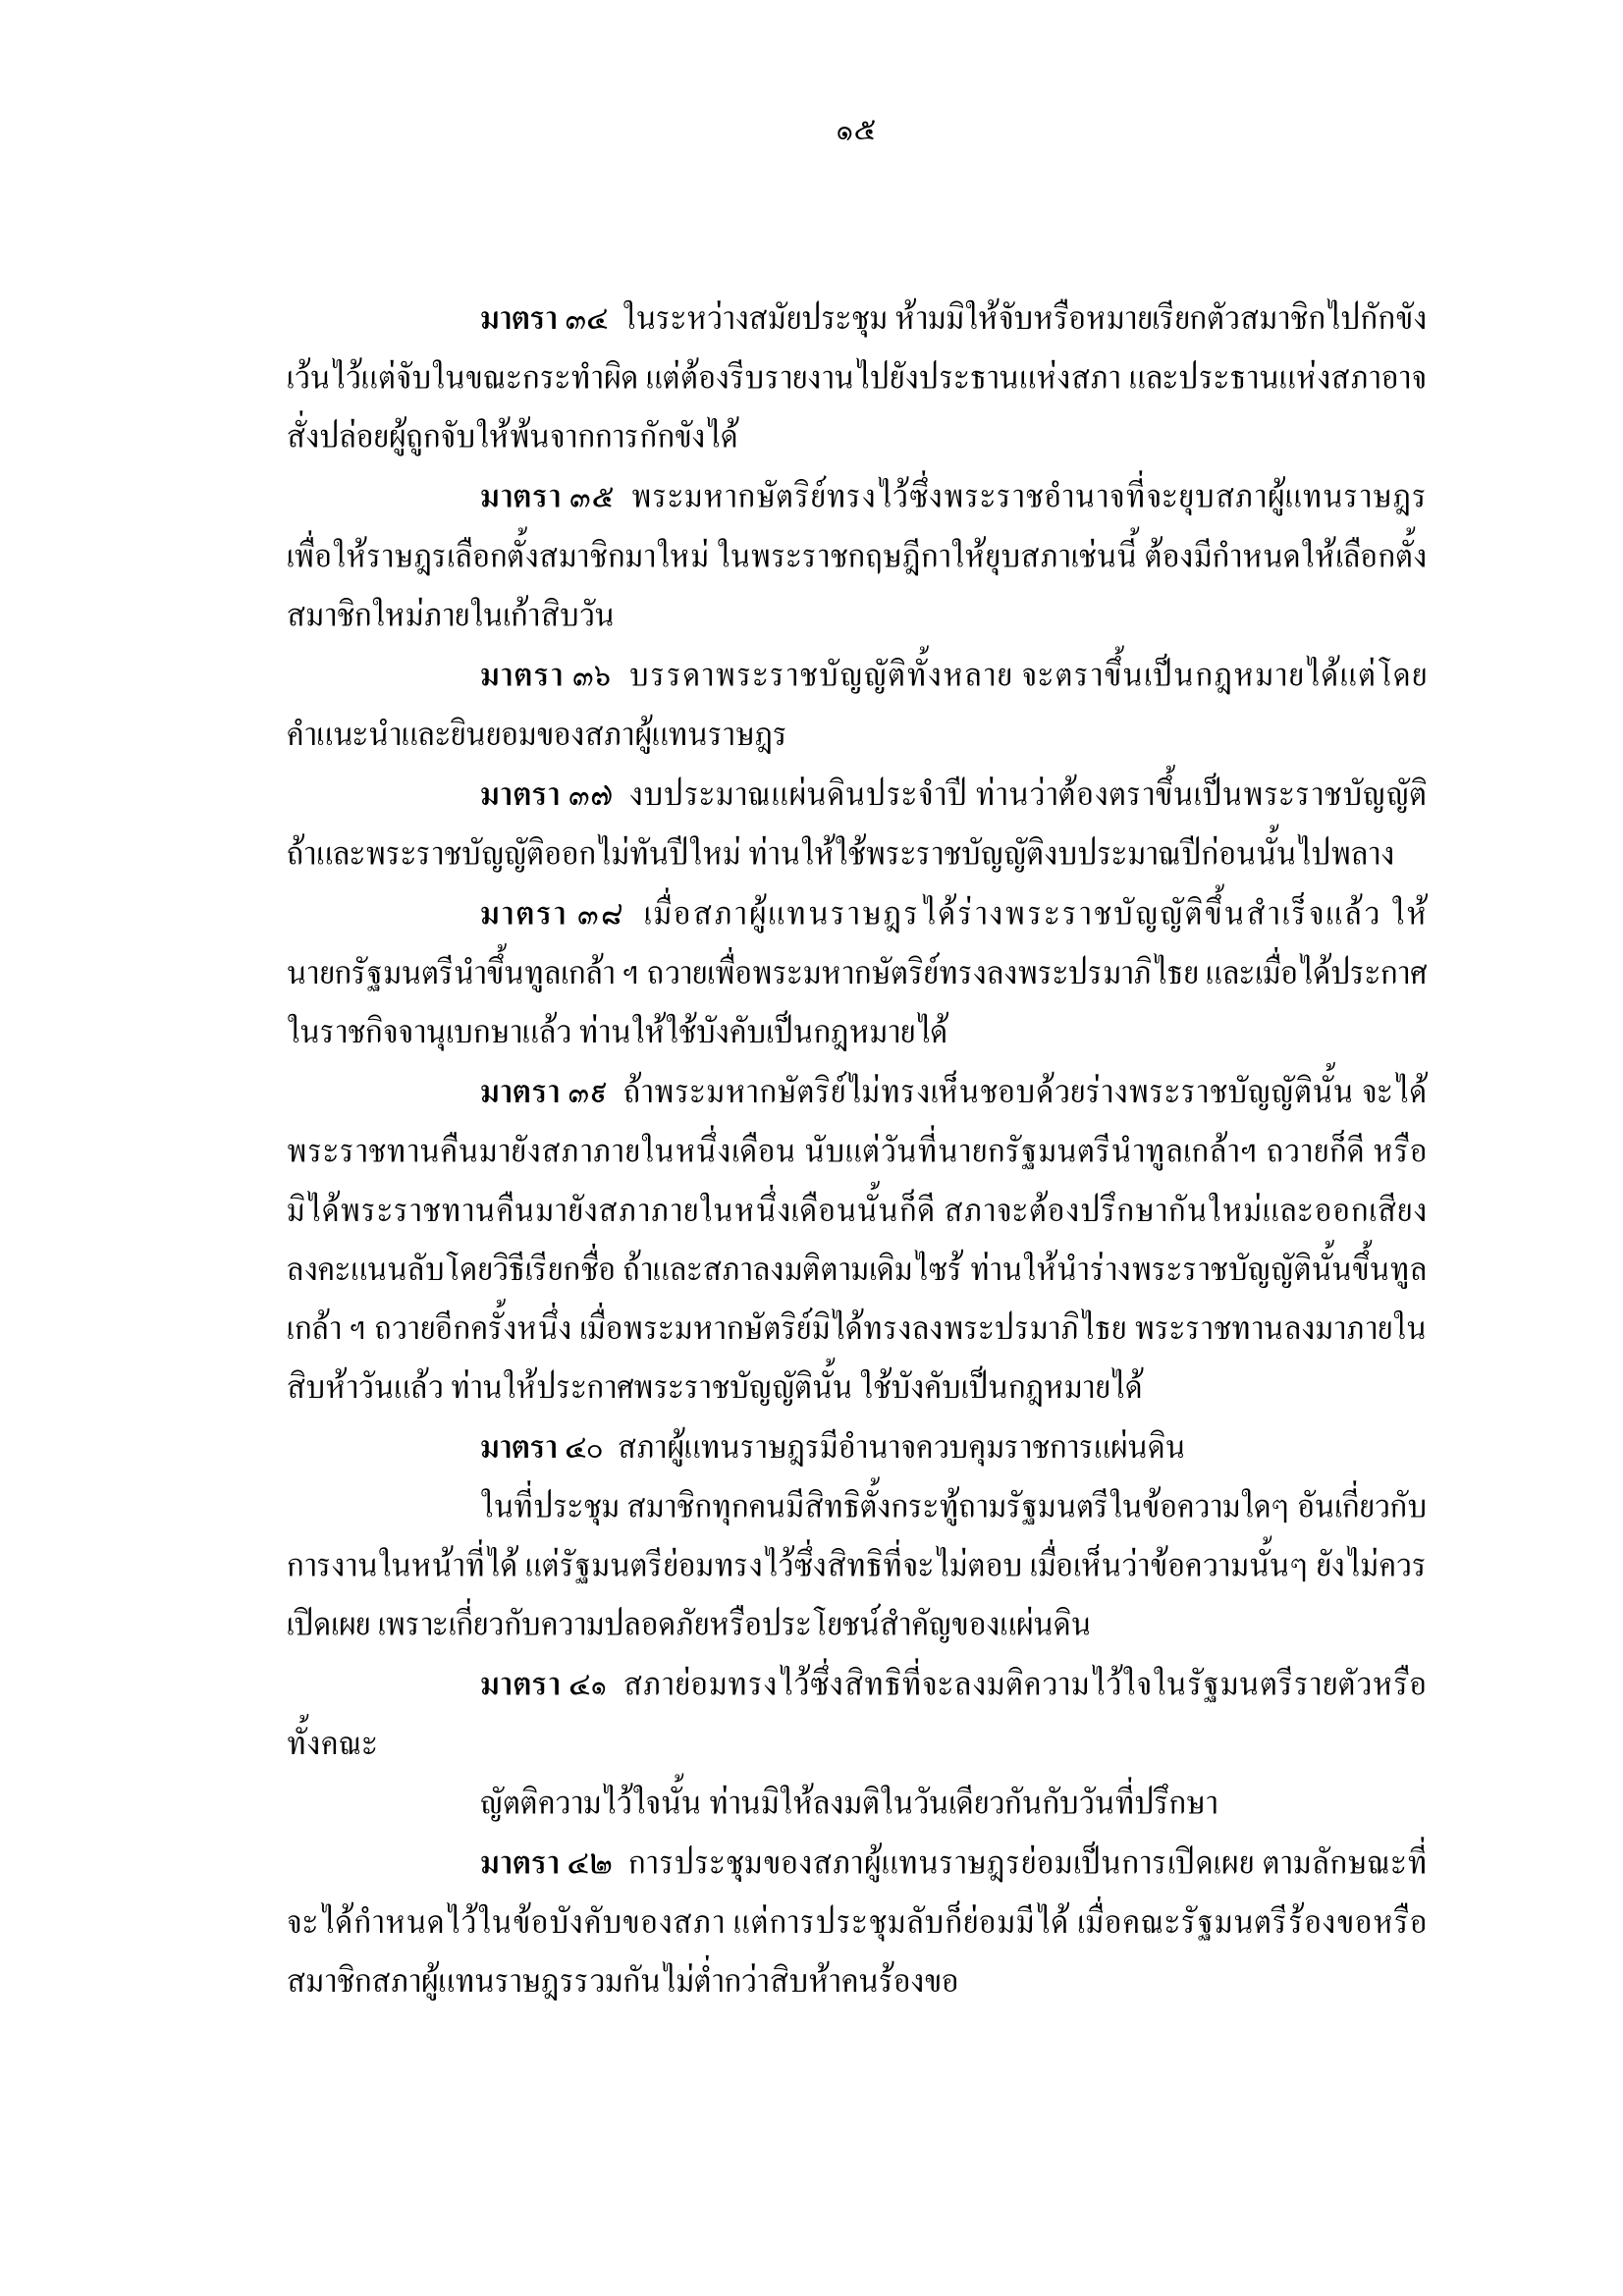 ๑๕
มาตรา ๓๔ ในระหว่างสมัยประชุม ห้ามมิให้จับหรือหมายเรียกตัวสมาชิกไปกักขัง
เว้นไว้แต่จับในขณะกระทำผิด แต่ต้องรีบรายงานไปยังประธานแห่งสภา และประธานแห่งสภาอาจ
สั่งปล่อยผู้ถูกจับให้พ้นจากการกักขังได้
มาตรา ๓๕ พระมหากษัตริย์ทรงไว้ซึ่งพระราชอำนาจที่จะยุบสภาผู้แทนราษฎร
เพื่อให้ราษฎรเลือกตั้งสมาชิกมาใหม่ ในพระราชกฤษฎีกาให้ยุบสภาเช่นนี้ ต้องมีกำหนดให้เลือกตั้ง
สมาชิกใหม่ภายในเก้าสิบวัน
มาตรา ๓๖ บรรดาพระราชบัญญัติทั้งหลาย จะตราขึ้นเป็นกฎหมายได้แต่โดย
คำแนะนำและยินยอมของสภาผู้แทนราษฎร
มาตรา ๓๗ งบประมาณแผ่นดินประจำปี ท่านว่าต้องตราขึ้นเป็นพระราชบัญญัติ
ถ้าและพระราชบัญญัติออกไม่ทันปีใหม่ ท่านให้ใช้พระราชบัญญัติงบประมาณปีก่อนนั้นไปพลาง
มาตรา ๓๘ เมื่อสภาผู้แทนราษฎรได้ร่างพระราชบัญญัติขึ้นสำเร็จแล้ว ให้
นายกรัฐมนตรีนำขึ้นทูลเกล้า ฯ ถวายเพื่อพระมหากษัตริย์ทรงลงพระปรมาภิไธย และเมื่อได้ประกาศ
ในราชกิจจานุเบกษาแล้ว ท่านให้ใช้บังคับเป็นกฎหมายได้
มาตรา ๓๙ ถ้าพระมหากษัตริย์ไม่ทรงเห็นชอบด้วยร่างพระราชบัญญัตินั้น จะได้
พระราชทานคืนมายังสภาภายในหนึ่งเดือน นับแต่วันที่นายกรัฐมนตรีนำทูลเกล้าฯ ถวายก็ดี หรือ
มิได้พระราชทานคืนมายังสภาภายในหนึ่งเดือนนั้นก็ดี สภาจะต้องปรึกษากันใหม่และออกเสียง
ลงคะแนนลับโดยวิธีเรียกชื่อ ถ้าและสภาลงมติตามเดิมไซร้ ท่านให้นำร่างพระราชบัญญัตินั้นขึ้นทูล
เกล้า ฯ ถวายอีกครั้งหนึ่ง เมื่อพระมหากษัตริย์มิได้ทรงลงพระปรมาภิไธย พระราชทานลงมาภายใน
สิบห้าวันแล้ว ท่านให้ประกาศพระราชบัญญัตินั้น ใช้บังคับเป็นกฎหมายได้
มาตรา ๔๐ สภาผู้แทนราษฎรมีอำนาจควบคุมราชการแผ่นดิน
ในที่ประชุม สมาชิกทุกคนมีสิทธิตั้งกระทู้ถามรัฐมนตรีในข้อความใดๆ อันเกี่ยวกับ
การงานในหน้าที่ได้ แต่รัฐมนตรีย่อมทรงไว้ซึ่งสิทธิที่จะไม่ตอบ เมื่อเห็นว่าข้อความนั้นๆ ยังไม่ควร
เปิดเผย เพราะเกี่ยวกับความปลอดภัยหรือประโยชน์สำคัญของแผ่นดิน
มาตรา ๔๑ สภาย่อมทรงไว้ซึ่งสิทธิที่จะลงมติความไว้ใจในรัฐมนตรีรายตัวหรือ
ทั้งคณะ
ญัตติความไว้ใจนั้น ท่านมิให้ลงมติในวันเดียวกันกับวันที่ปรึกษา
มาตรา ๔๒ การประชุมของสภาผู้แทนราษฎรย่อมเป็นการเปิดเผย ตามลักษณะที่
จะได้กำหนดไว้ในข้อบังคับของสภา แต่การประชุมลับก็ย่อมมีได้ เมื่อคณะรัฐมนตรีร้องขอหรือ
สมาชิกสภาผู้แทนราษฎรรวมกันไม่ต่ำกว่าสิบห้าคนร้องขอ